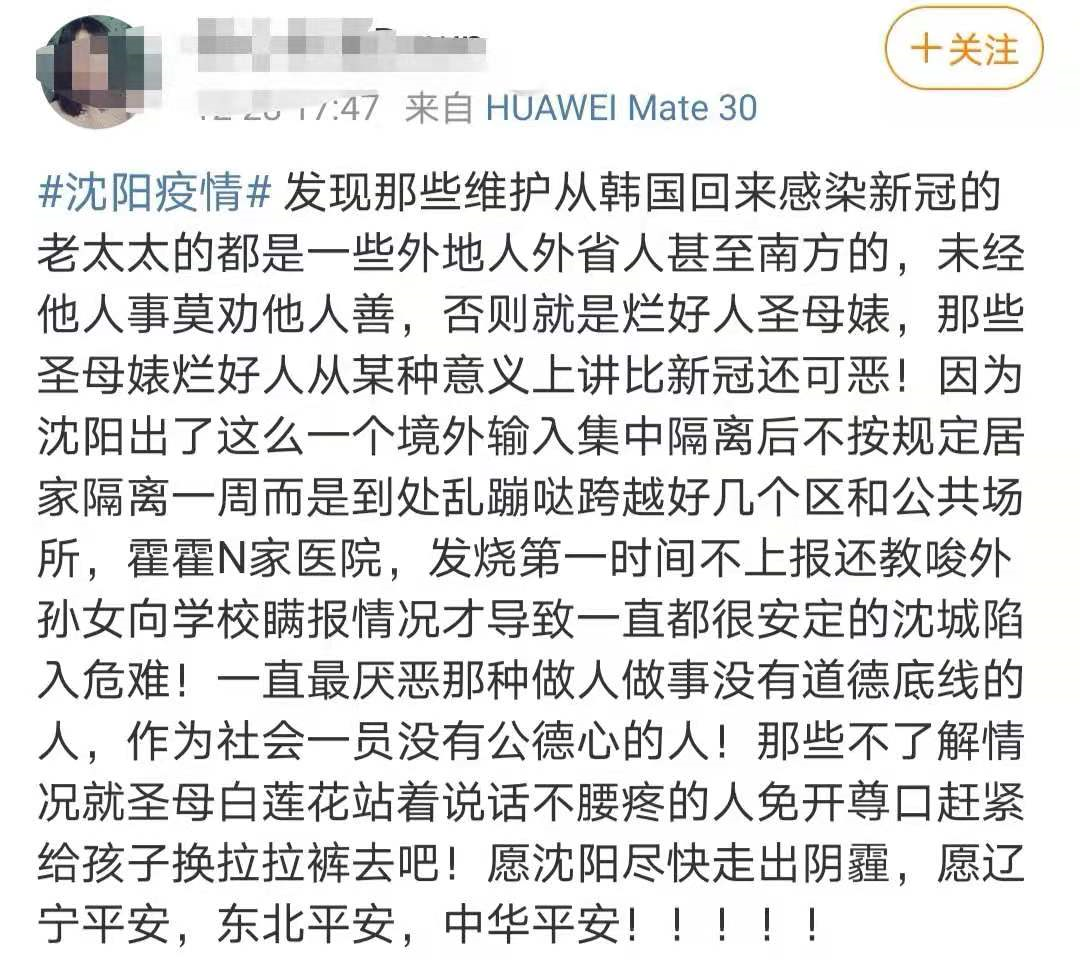 +关注
17:47 来自 HUAWEI Mate 30
#沈阳疫情# 发现那些维护从韩国回来感染新冠的
老太太的都是一些外地人外省人甚至南方的，未经
他人事莫劝他人善，否则就是烂好人圣母婊，那些
圣母婊烂好人从某种意义上讲比新冠还可恶！因为
沈阳出了这么一个境外输入集中隔离后不按规定居
家隔离一周而是到处乱蹦哒跨越好几个区和公共场
所，霍霍N家医院，发烧第一时间不上报还教唆外
孙女向学校瞒报情况才导致一直都很安定的沈城陷
入危难！一直最厌恶那种做人做事没有道德底线的
人，作为社会一员没有公德心的人！那些不了解情
况就圣母白莲花站着说话不腰疼的人免开尊口赶紧
给孩子换拉拉裤去吧！愿沈阳尽快走出阴霾，愿辽
宁平安，东北平安，中华平安！！！！！